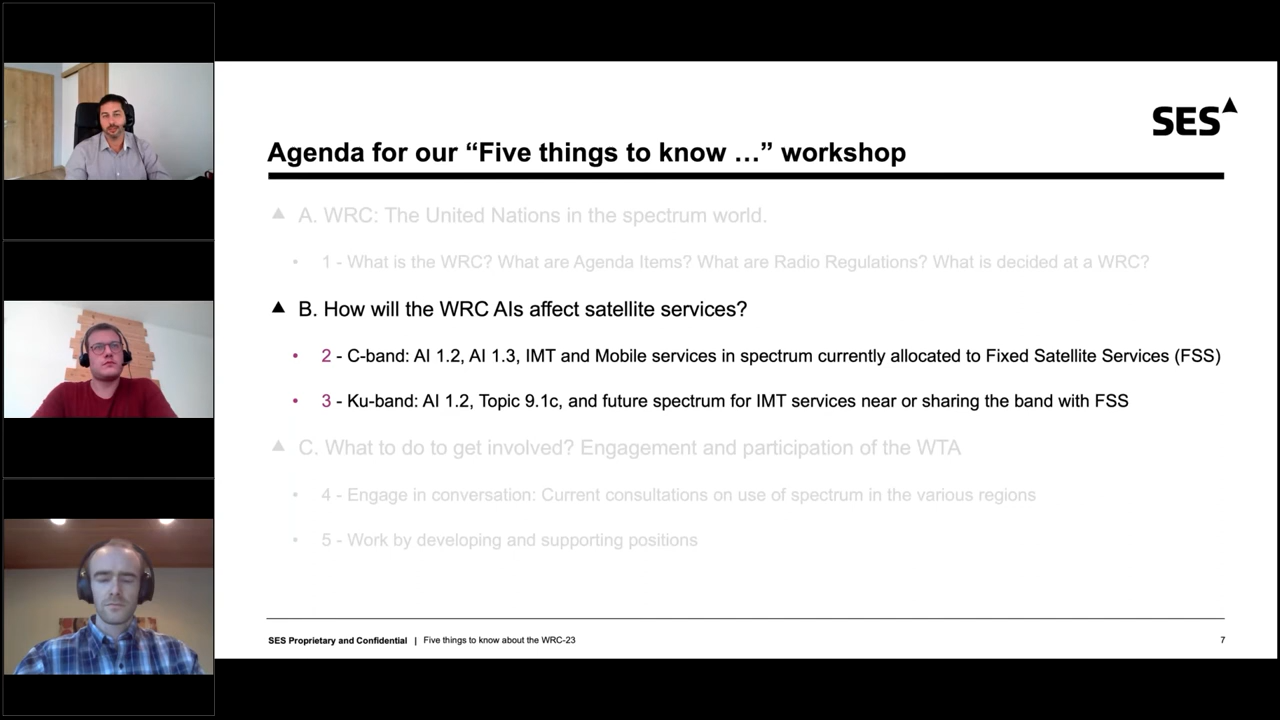 SES
Agenda for our “Five things to know …” workshop
A. WRC: The United Nations in the spectrum world.
1 - What is the WRC? What are Agenda Items? What are Radio Regulations? What is decided at a WRC?
B. How will the WRC AIs affect satellite services?
2 - C-band: AI 1.2, AI 1.3, IMT and Mobile services in spectrum currently allocated to Fixed Satellite Services (FSS)
3 - Ku-band: AI 1.2, Topic 9.1c, and future spectrum for IMT services near or sharing the band with FSS
C. What to do to get involved? Engagement and participation of the WTA
4 - Engage in conversation: Current consultations on use of spectrum in the various regions
5 - Work by developing and supporting positions
SES Proprietary and Confidential | Five things to know about the WRC-23 7